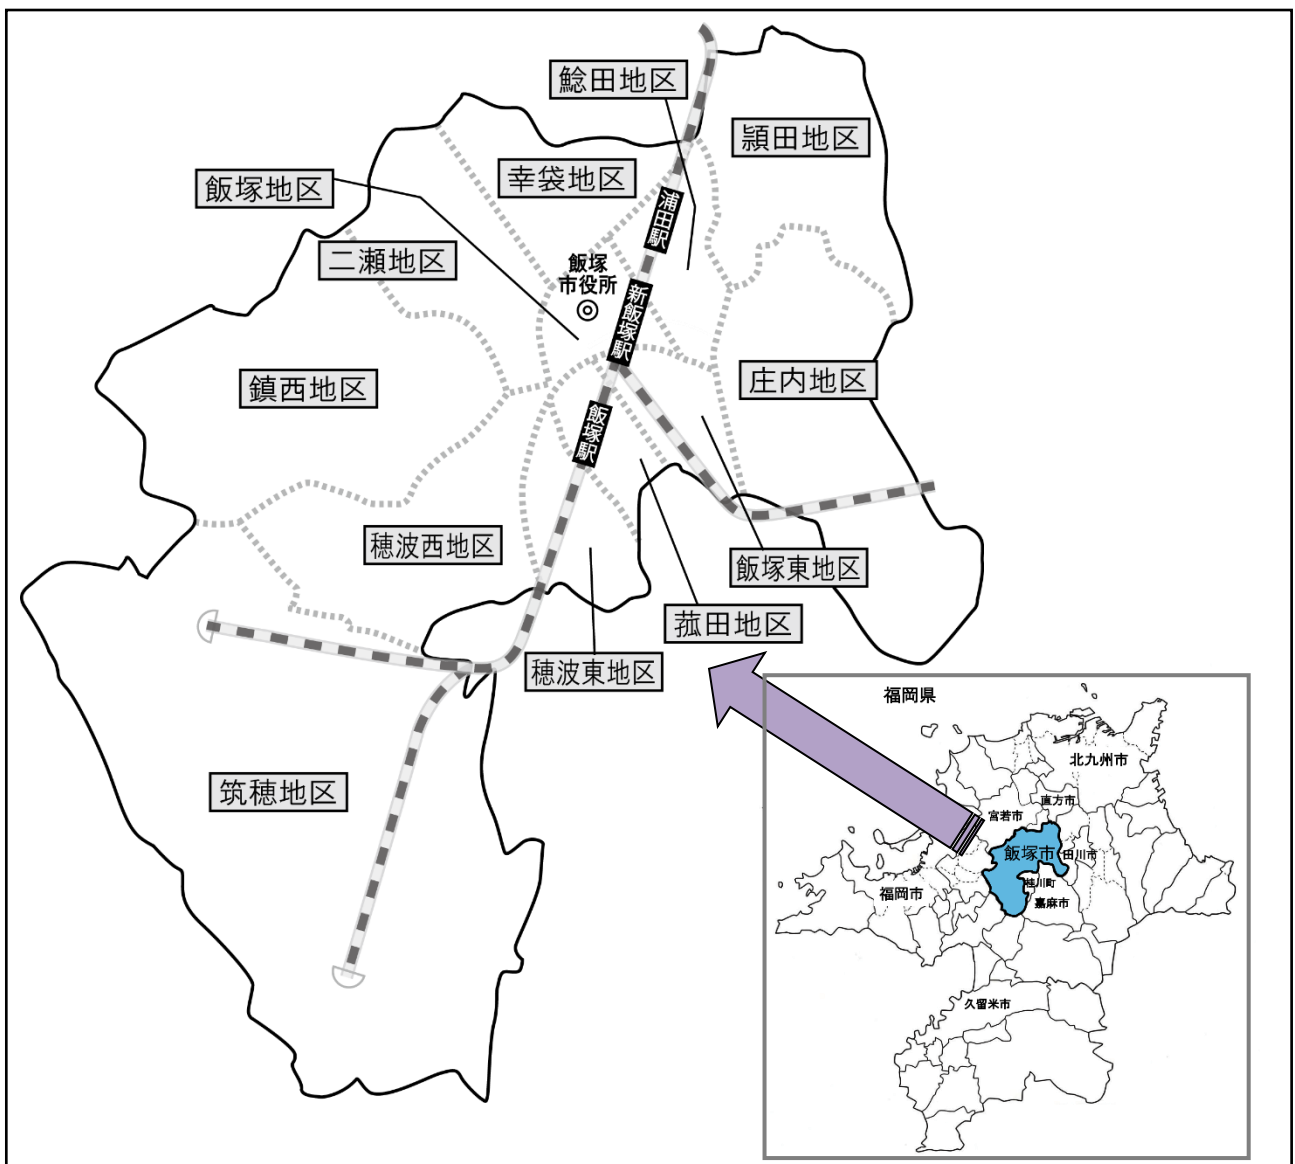 鯰田地区
頴田地区
幸袋地区
飯塚地区
浦田駅
二瀬地区
飯塚
市役所
新飯塚駅
鎮西地区
庄内地区
飯塚駅
穂波西地区
飯塚東地区
菰田地区
穂波東地区
筑穂地区
福岡県
北九州市
直方市
宮若市
飯塚市
田川市
桂川町
福岡市
嘉麻市
久留米市